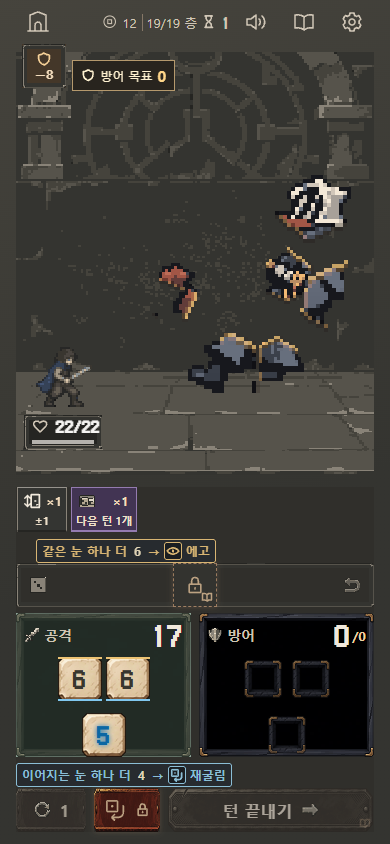 12 19/19 층 1
-8
방어 목표 0
22/22
×1
±1
×1
다음 턴 1개
같은 눈 하나 더 6 → 예고
공격 17
방어 0/0
6 6
5
이어지는 눈 하나 더 4 → 재굴림
1
턴 끝내기